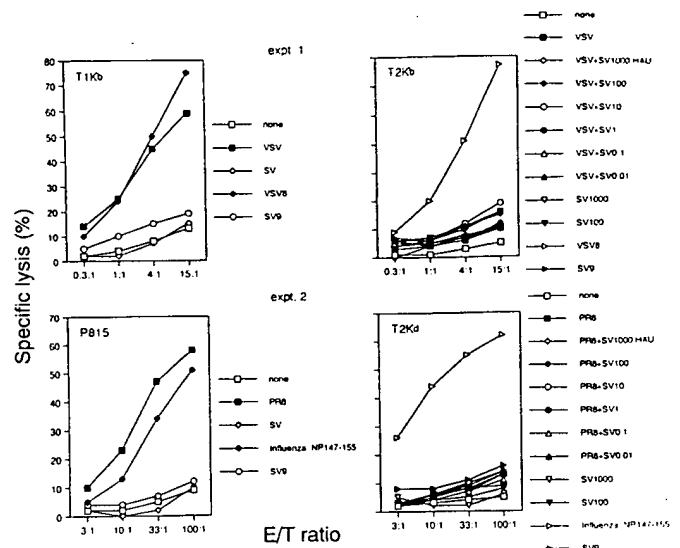 expt. 1
T1Kb
80
70
60
50
40
30
20
10
0
0.3:1
1:1
4:1
15:1
none
VSV
SV
VSV8
SV9
T2Kb
0.3:1
1:1
4:1
15:1
none
VSV
VSV+SV1000 HAU
VSV+SV100
VSV+SV10
VSV+SV1
VSV+SV0.1
VSV+SV0.01
SV1000
SV100
VSV8
SV9
Specific lysis (%)
expt. 2
P815
70
60
50
40
30
20
10
0
3:1
10:1
33:1
100:1
none
PR8
SV
Influenza NP147-155
SV9
T2Kd
3:1
10:1
33:1
100:1
none
PR8
PR8+SV1000 HAU
PR8+SV100
PR8+SV10
PR8+SV1
PR8+SV0.1
PR8+SV0.01
SV1000
SV100
Influenza NP147-155
SV9
E/T ratio